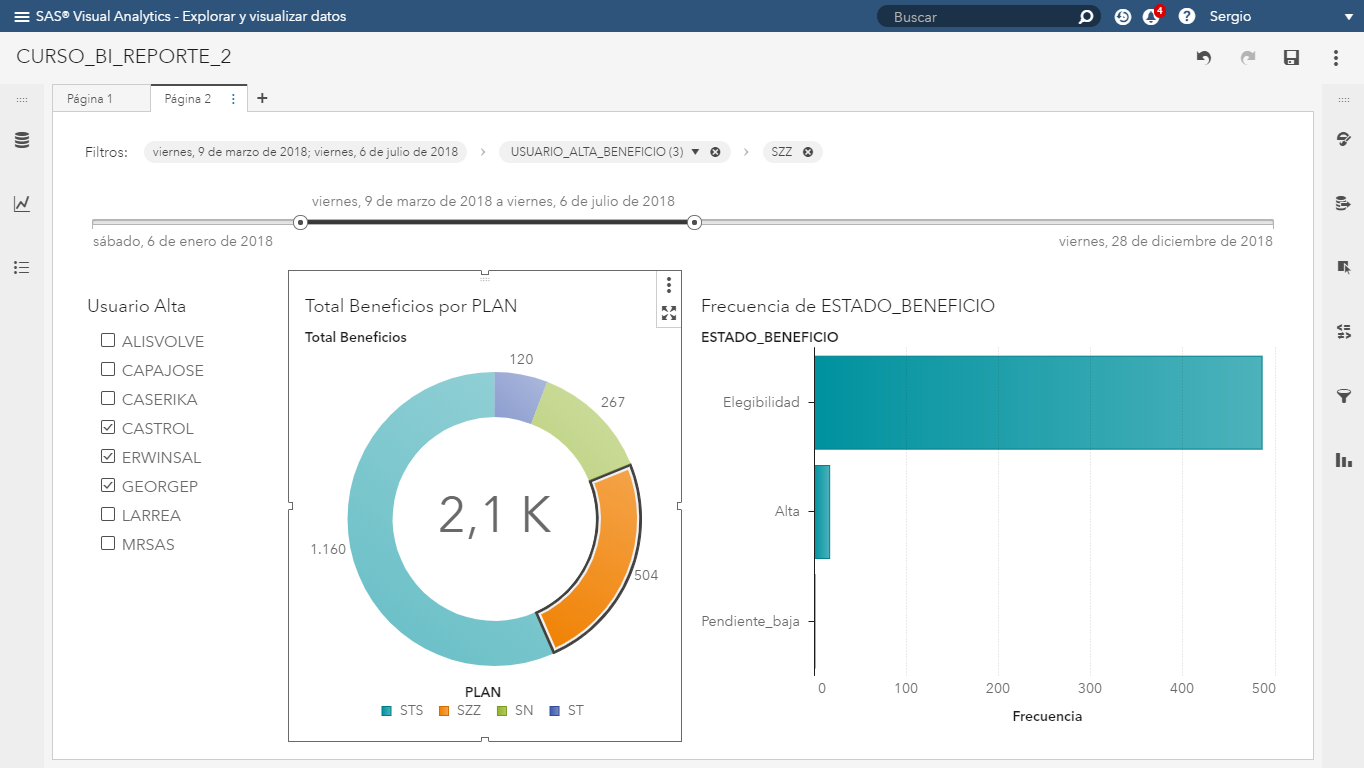 SAS® Visual Analytics - Explorar y visualizar datos
Buscar
4
?
Sergio
CURSO_BI_REPORTE_2
Página 1
Página 2
+
Filtros:
viernes, 9 de marzo de 2018; viernes, 6 de julio de 2018
USUARIO_ALTA_BENEFICIO (3)
SZZ
viernes, 9 de marzo de 2018 a viernes, 6 de julio de 2018
sábado, 6 de enero de 2018
viernes, 28 de diciembre de 2018
Usuario Alta
ALISVOLVE
CAPAJOSE
CASERIKA
CASTROL
ERWINSAL
GEORGEP
LARREA
MRSAS
Total Beneficios por PLAN
Total Beneficios
120
267
2,1 K
1.160
504
PLAN
STS
SZZ
SN
ST
Frecuencia de ESTADO_BENEFICIO
ESTADO_BENEFICIO
Elegibilidad
Alta
Pendiente_baja
0 100 200 300 400 500
Frecuencia